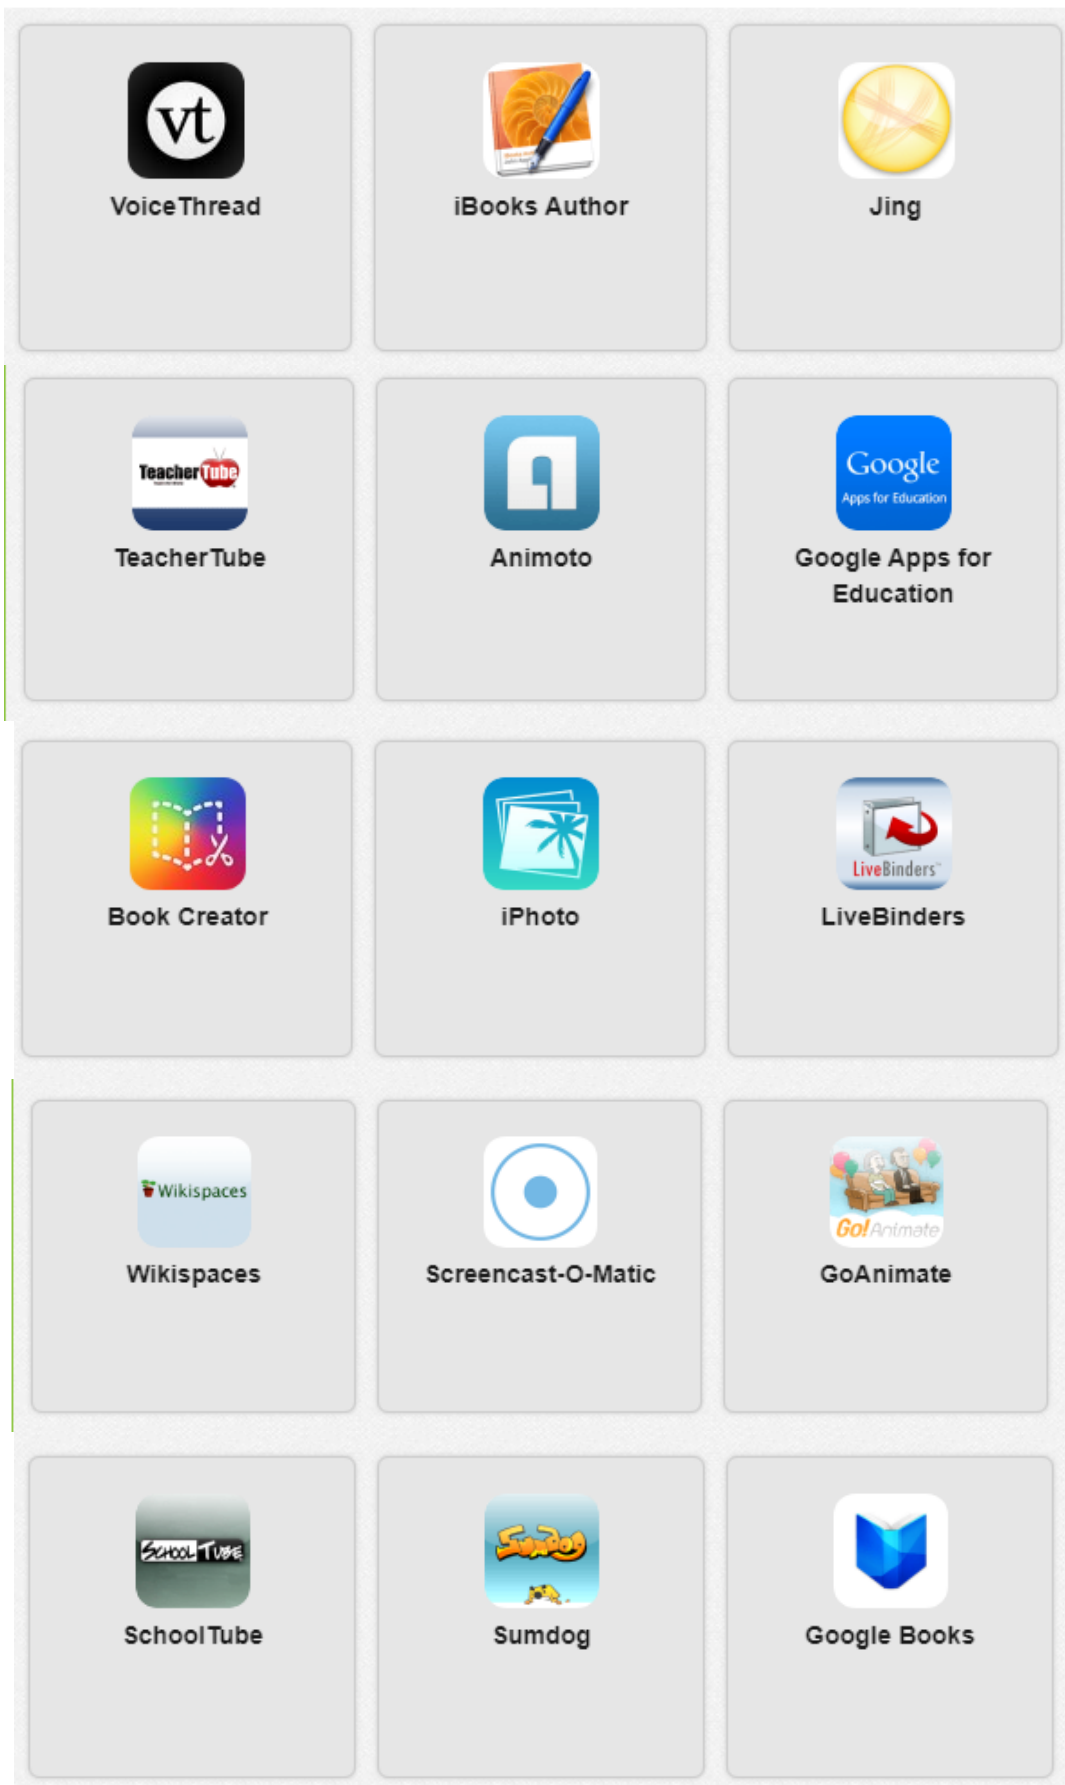 vt
VoiceThread
iBooks Author
Jing
TeacherTube
TeacherTube
Animoto
Google
Apps for Education
Google Apps for
Education
Book Creator
iPhoto
LiveBinders™
LiveBinders
Wikispaces
Wikispaces
Screencast-O-Matic
Go!Animate
GoAnimate
SCHOOLTUBE
SchoolTube
Sumdog
Sumdog
Google Books